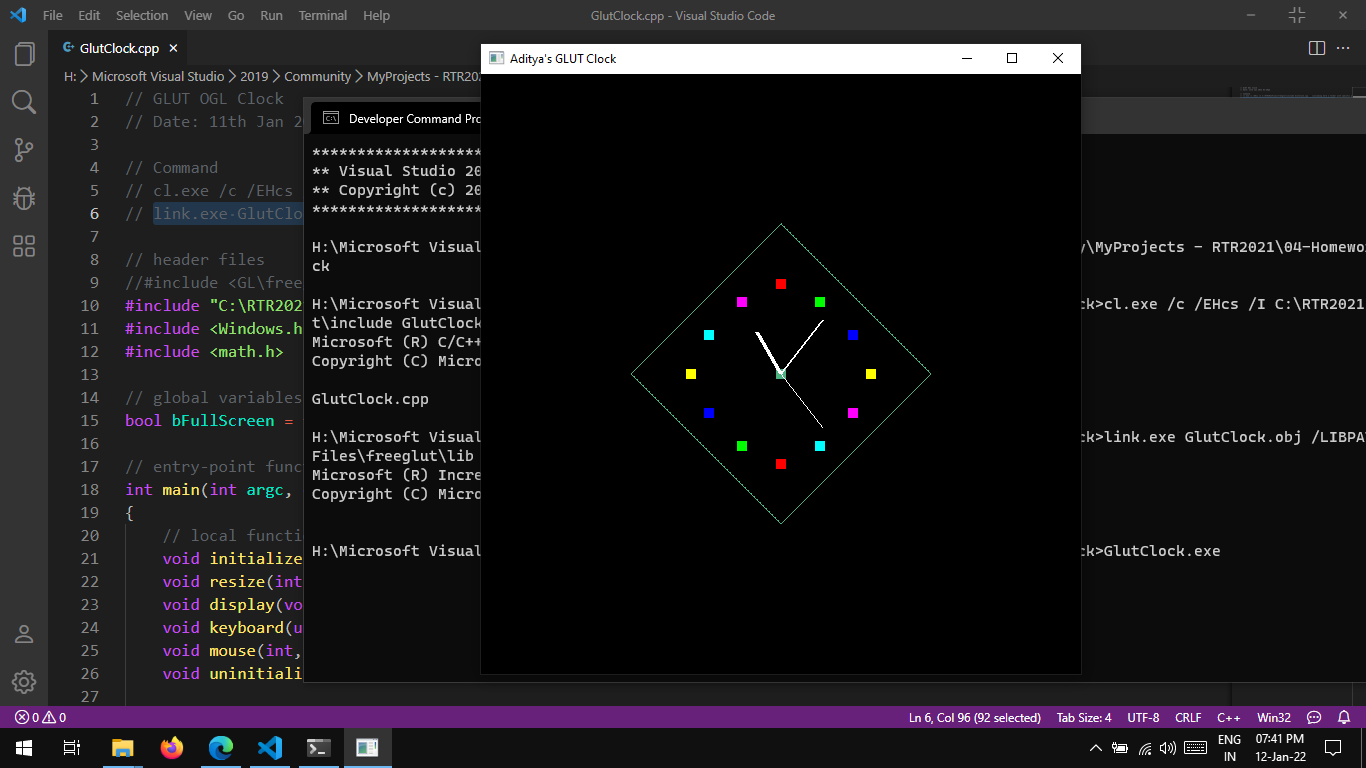 File Edit Selection View Go Run Terminal Help GlutClock.cpp - Visual Studio Code
GlutClock.cpp
H: > Microsoft Visual Studio > 2019 > Community > MyProjects - RTR202
1 // GLUT OGL Clock
2 // Date: 11th Jan 2
3
4 // Command
5 // cl.exe /c /EHcs
6 // link.exe GlutClo
7
8 // header files
9 //#include <GL\free
10 #include "C:\RTR202
11 #include <Windows.h
12 #include <math.h>
13
14 // global variables
15 bool bFullScreen =
16
17 // entry-point func
18 int main(int argc,
19 {
20 // local functi
21 void initialize
22 void resize(int
23 void display(vo
24 void keyboard(u
25 void mouse(int,
26 void uninitiali
27
Developer Command Pro
**********************
** Visual Studio 20
** Copyright (c) 20
**********************
H:\Microsoft Visual y\MyProjects - RTR2021\04-Homewo
ck
H:\Microsoft Visual ck>cl.exe /c /EHcs /I C:\RTR2021
t\include GlutClock
Microsoft (R) C/C++
Copyright (C) Micro
GlutClock.cpp
H:\Microsoft Visual ck>link.exe GlutClock.obj /LIBPA
Files\freeglut\lib
Microsoft (R) Incre
Copyright (C) Micro
H:\Microsoft Visual ck>GlutClock.exe
Aditya's GLUT Clock
0 0 Ln 6, Col 96 (92 selected) Tab Size: 4 UTF-8 CRLF C++ Win32
ENG
IN
07:41 PM
12-Jan-22